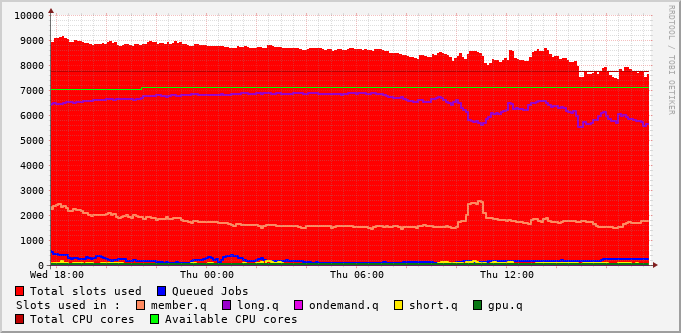 RRDTOOL / TOBI OETIKER
10000
9000
8000
7000
6000
5000
4000
3000
2000
1000
0
Wed 18:00 Thu 00:00 Thu 06:00 Thu 12:00
Total slots used Queued Jobs
Slots used in : member.q long.q ondemand.q short.q gpu.q
Total CPU cores Available CPU cores